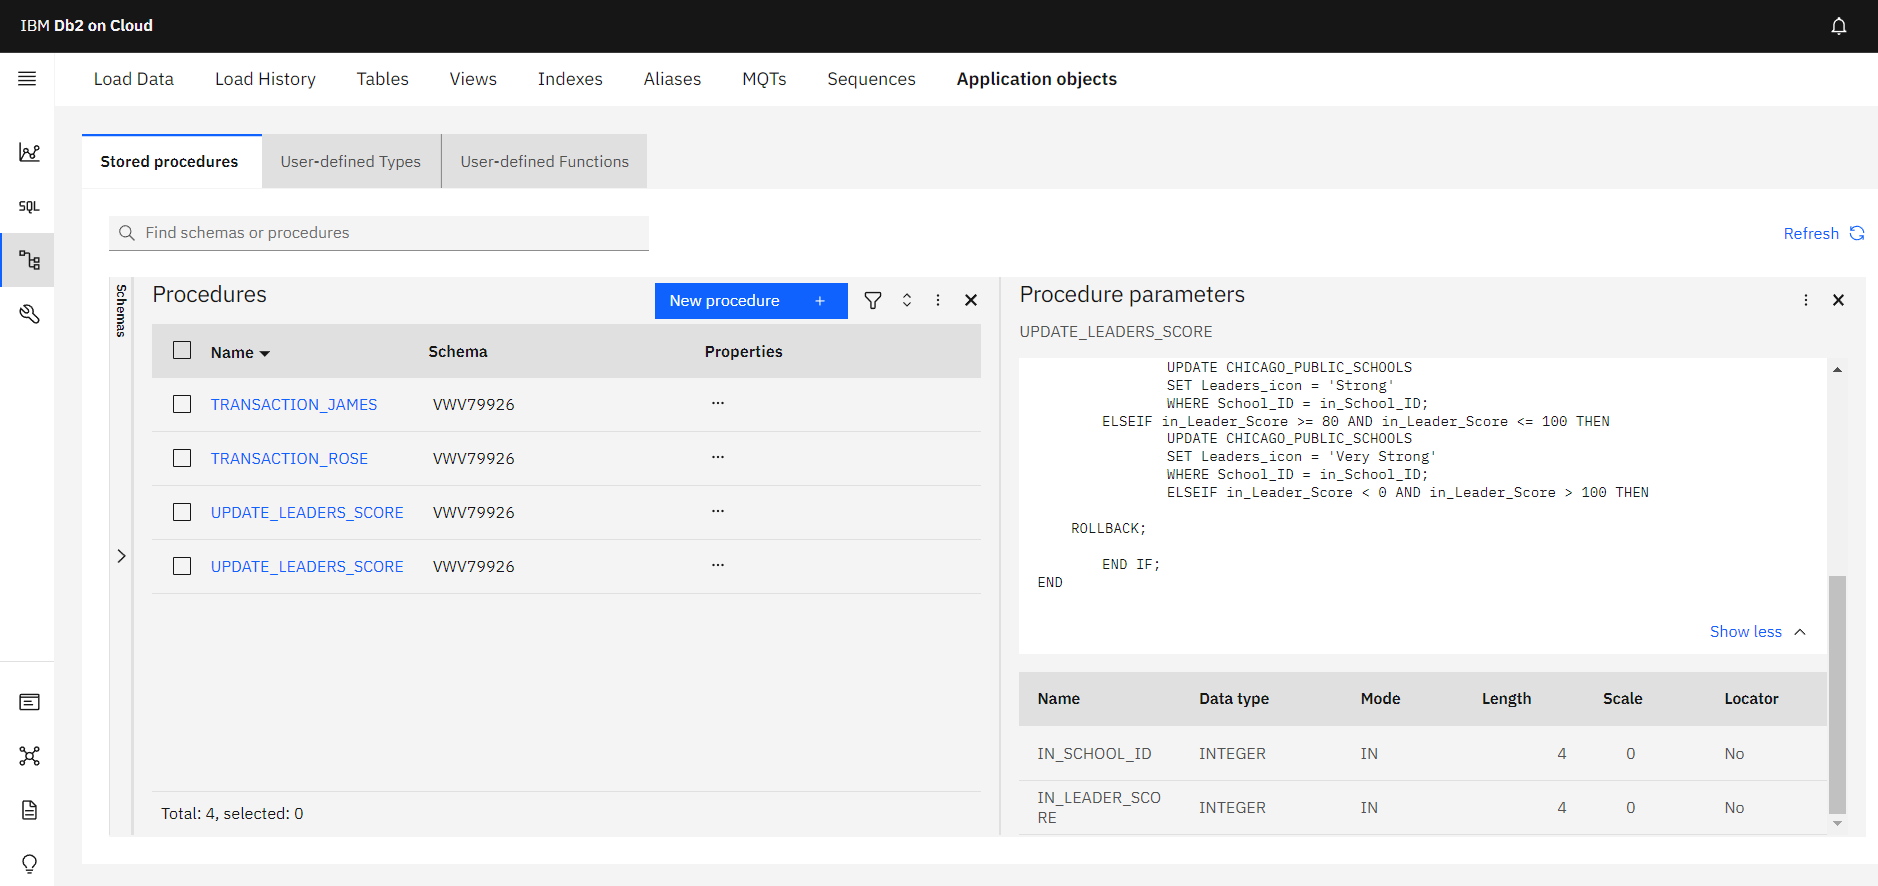 IBM Db2 on Cloud
Load Data Load History Tables Views Indexes Aliases MQTs Sequences Application objects
SQL
Stored procedures User-defined Types User-defined Functions
Find schemas or procedures
Refresh
Schemas
Procedures
New procedure +
Name Schema Properties
TRANSACTION_JAMES VWV79926 ...
TRANSACTION_ROSE VWV79926 ...
UPDATE_LEADERS_SCORE VWV79926 ...
UPDATE_LEADERS_SCORE VWV79926 ...
Total: 4, selected: 0
Procedure parameters
UPDATE_LEADERS_SCORE
UPDATE CHICAGO_PUBLIC_SCHOOLS
SET Leaders_icon = 'Strong'
WHERE School_ID = in_School_ID;
ELSEIF in_Leader_Score >= 80 AND in_Leader_Score <= 100 THEN
UPDATE CHICAGO_PUBLIC_SCHOOLS
SET Leaders_icon = 'Very Strong'
WHERE School_ID = in_School_ID;
ELSEIF in_Leader_Score < 0 AND in_Leader_Score > 100 THEN
ROLLBACK;
END IF;
END
Show less
Name Data type Mode Length Scale Locator
IN_SCHOOL_ID INTEGER IN 4 0 No
IN_LEADER_SCO
RE INTEGER IN 4 0 No